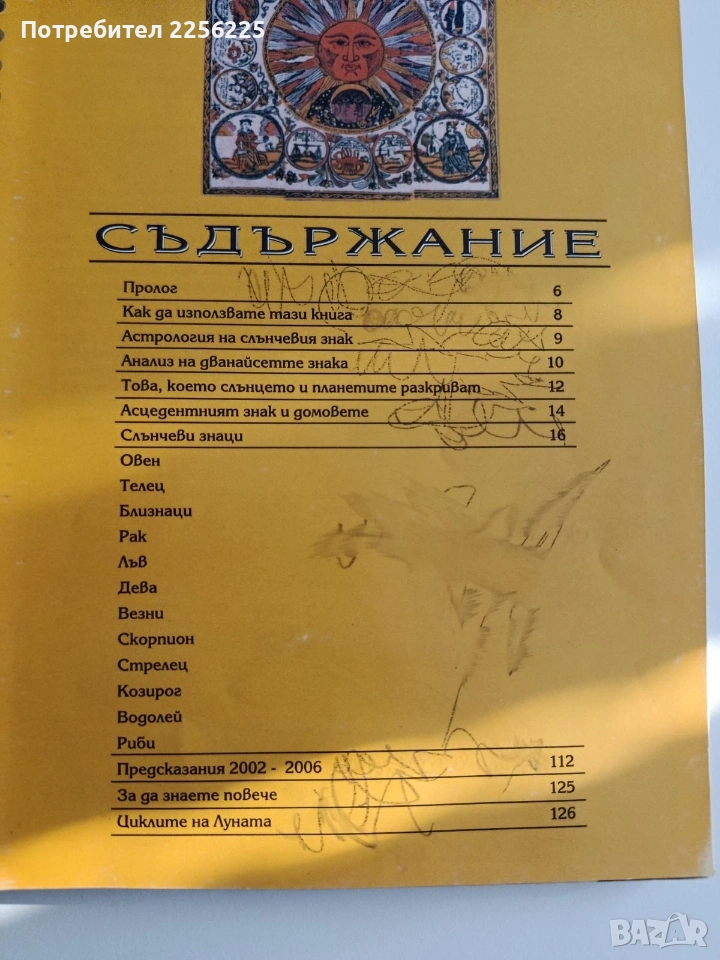 Потребител 2256225
СЪДЪРЖАНИЕ
Пролог 6
Как да използвате тази книга 8
Астрология на слънчевия знак 9
Анализ на дванайсетте знака 10
Това, което слънцето и планетите разкриват 12
Асцедентният знак и домовете 14
Слънчеви знаци 16
Овен
Телец
Близнаци
Рак
Лъв
Дева
Везни
Скорпион
Стрелец
Козирог
Водолей
Риби
Предсказания 2002 - 2006 112
За да знаете повече 125
Циклите на Луната 126
BAZAR